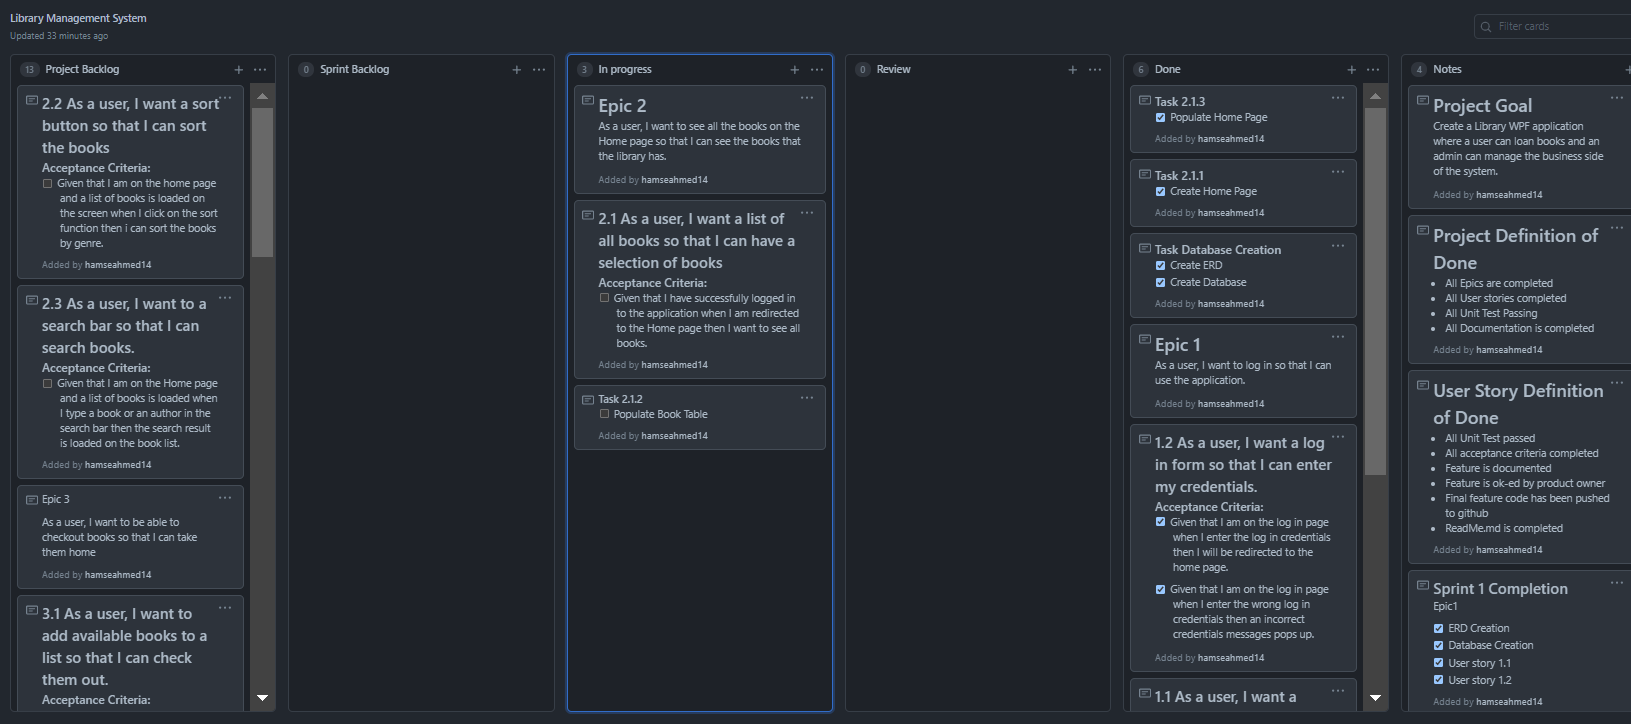 Library Management System
Updated 33 minutes ago
Filter cards
13 Project Backlog
2.2 As a user, I want a sort
button so that I can sort
the books
Acceptance Criteria:
Given that I am on the home page
and a list of books is loaded on
the screen when I click on the sort
function then i can sort the books
by genre.
Added by hamseahmed14
2.3 As a user, I want to a
search bar so that I can
search books.
Acceptance Criteria:
Given that I am on the Home page
and a list of books is loaded when
I type a book or an author in the
search bar then the search result
is loaded on the book list.
Added by hamseahmed14
Epic 3
As a user, I want to be able to
checkout books so that I can take
them home
Added by hamseahmed14
3.1 As a user, I want to
add available books to a
list so that I can check
them out.
Acceptance Criteria:
0 Sprint Backlog
3 In progress
Epic 2
As a user, I want to see all the books on the
Home page so that I can see the books that
the library has.
Added by hamseahmed14
2.1 As a user, I want a list of
all books so that I can have a
selection of books
Acceptance Criteria:
Given that I have successfully logged in
to the application when I am redirected
to the Home page then I want to see all
books.
Added by hamseahmed14
Task 2.1.2
Populate Book Table
Added by hamseahmed14
0 Review
6 Done
Task 2.1.3
Populate Home Page
Added by hamseahmed14
Task 2.1.1
Create Home Page
Added by hamseahmed14
Task Database Creation
Create ERD
Create Database
Added by hamseahmed14
Epic 1
As a user, I want to log in so that I can
use the application.
Added by hamseahmed14
1.2 As a user, I want a log
in form so that I can enter
my credentials.
Acceptance Criteria:
Given that I am on the log in page
when I enter the log in credentials
then I will be redirected to the
home page.
Given that I am on the log in page
when I enter the wrong log in
credentials then an incorrect
credentials messages pops up.
Added by hamseahmed14
1.1 As a user, I want a
4 Notes
Project Goal
Create a Library WPF application
where a user can loan books and an
admin can manage the business side
of the system.
Added by hamseahmed14
Project Definition of
Done
All Epics are completed
All User stories completed
All Unit Test Passing
All Documentation is completed
Added by hamseahmed14
User Story Definition
of Done
All Unit Test passed
All acceptance criteria completed
Feature is documented
Feature is ok-ed by product owner
Final feature code has been pushed
to github
ReadMe.md is completed
Added by hamseahmed14
Sprint 1 Completion
Epic1
ERD Creation
Database Creation
User story 1.1
User story 1.2
Added by hamseahmed14